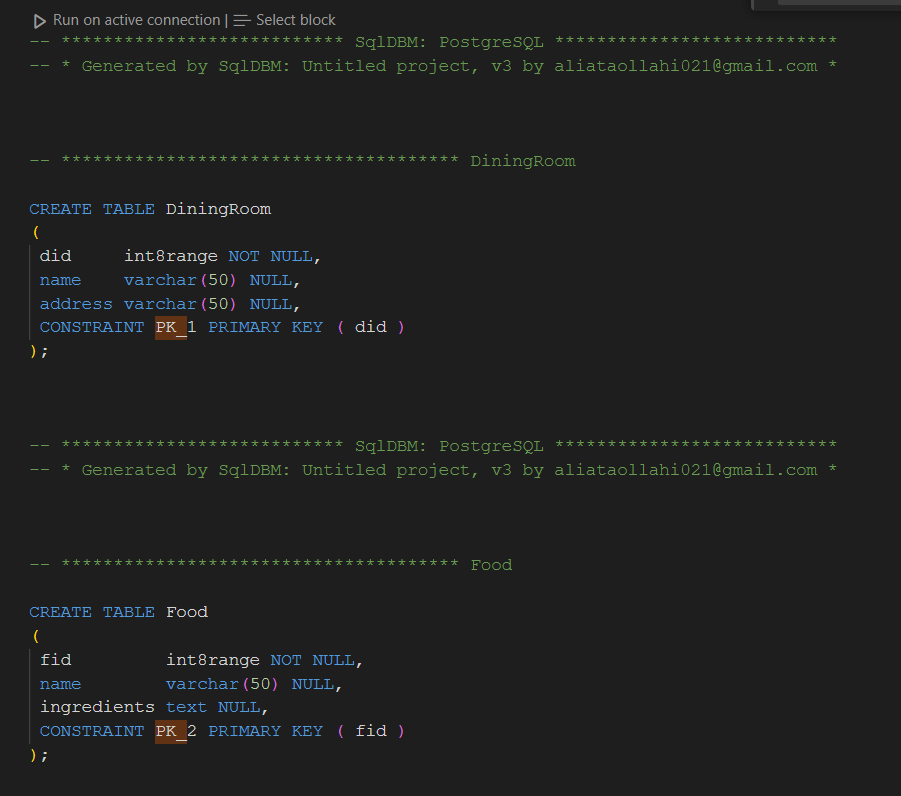 Run on active connection | Select block
-- *************************** SqlDBM: PostgreSQL ***************************
-- * Generated by SqlDBM: Untitled project, v3 by aliataollahi021@gmail.com *
-- ************************************** DiningRoom
CREATE TABLE DiningRoom
(
did int8range NOT NULL,
name varchar(50) NULL,
address varchar(50) NULL,
CONSTRAINT PK_1 PRIMARY KEY ( did )
);
-- *************************** SqlDBM: PostgreSQL ***************************
-- * Generated by SqlDBM: Untitled project, v3 by aliataollahi021@gmail.com *
-- ************************************** Food
CREATE TABLE Food
(
fid int8range NOT NULL,
name varchar(50) NULL,
ingredients text NULL,
CONSTRAINT PK_2 PRIMARY KEY ( fid )
);